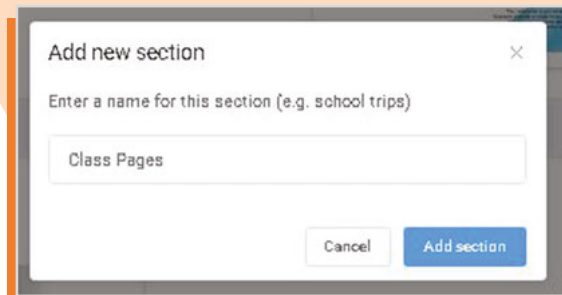 Add new section
Enter a name for this section (e.g. school trips)
Class Pages
Cancel
Add section